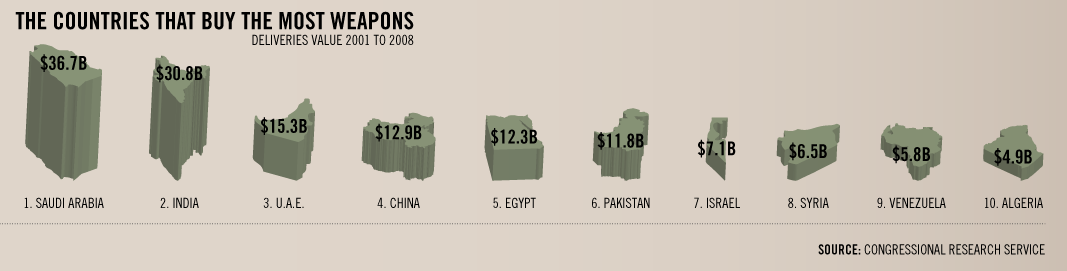 THE COUNTRIES THAT BUY THE MOST WEAPONS
DELIVERIES VALUE 2001 TO 2008
$36.7B
$30.8B
$15.3B
$12.9B
$12.3B
$11.8B
$7.1B
$6.5B
$5.8B
$4.9B
1. SAUDI ARABIA
2. INDIA
3. U.A.E.
4. CHINA
5. EGYPT
6. PAKISTAN
7. ISRAEL
8. SYRIA
9. VENEZUELA
10. ALGERIA
SOURCE: CONGRESSIONAL RESEARCH SERVICE